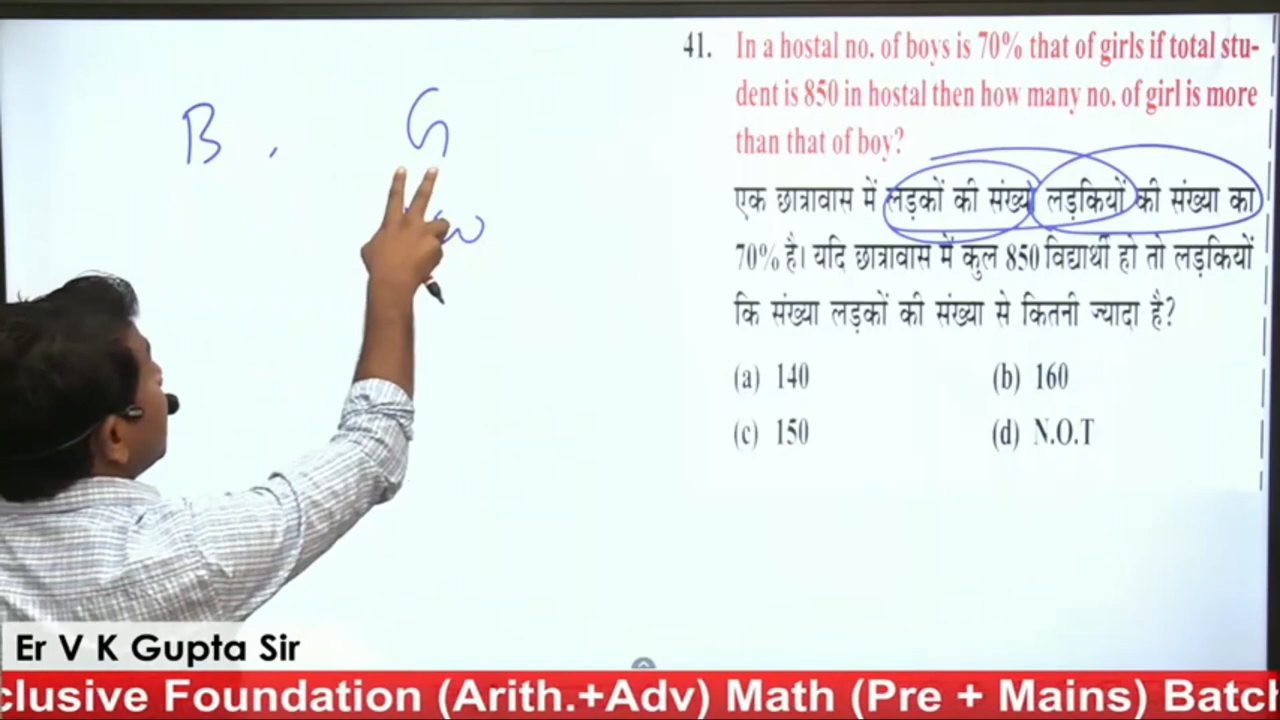 B , G
41. In a hostal no. of boys is 70% that of girls if total stu-
dent is 850 in hostal then how many no. of girl is more
than that of boy?
एक छात्रावास में लड़कों की संख्य लड़कियों की संख्या का
70% है। यदि छात्रावास में कुल 850 विद्यार्थी हो तो लड़कियों
कि संख्या लड़कों की संख्या से कितनी ज्यादा है?
(a) 140 (b) 160
(c) 150 (d) N.O.T
Er V K Gupta Sir
clusive Foundation (Arith.+Adv) Math (Pre + Mains) Batch